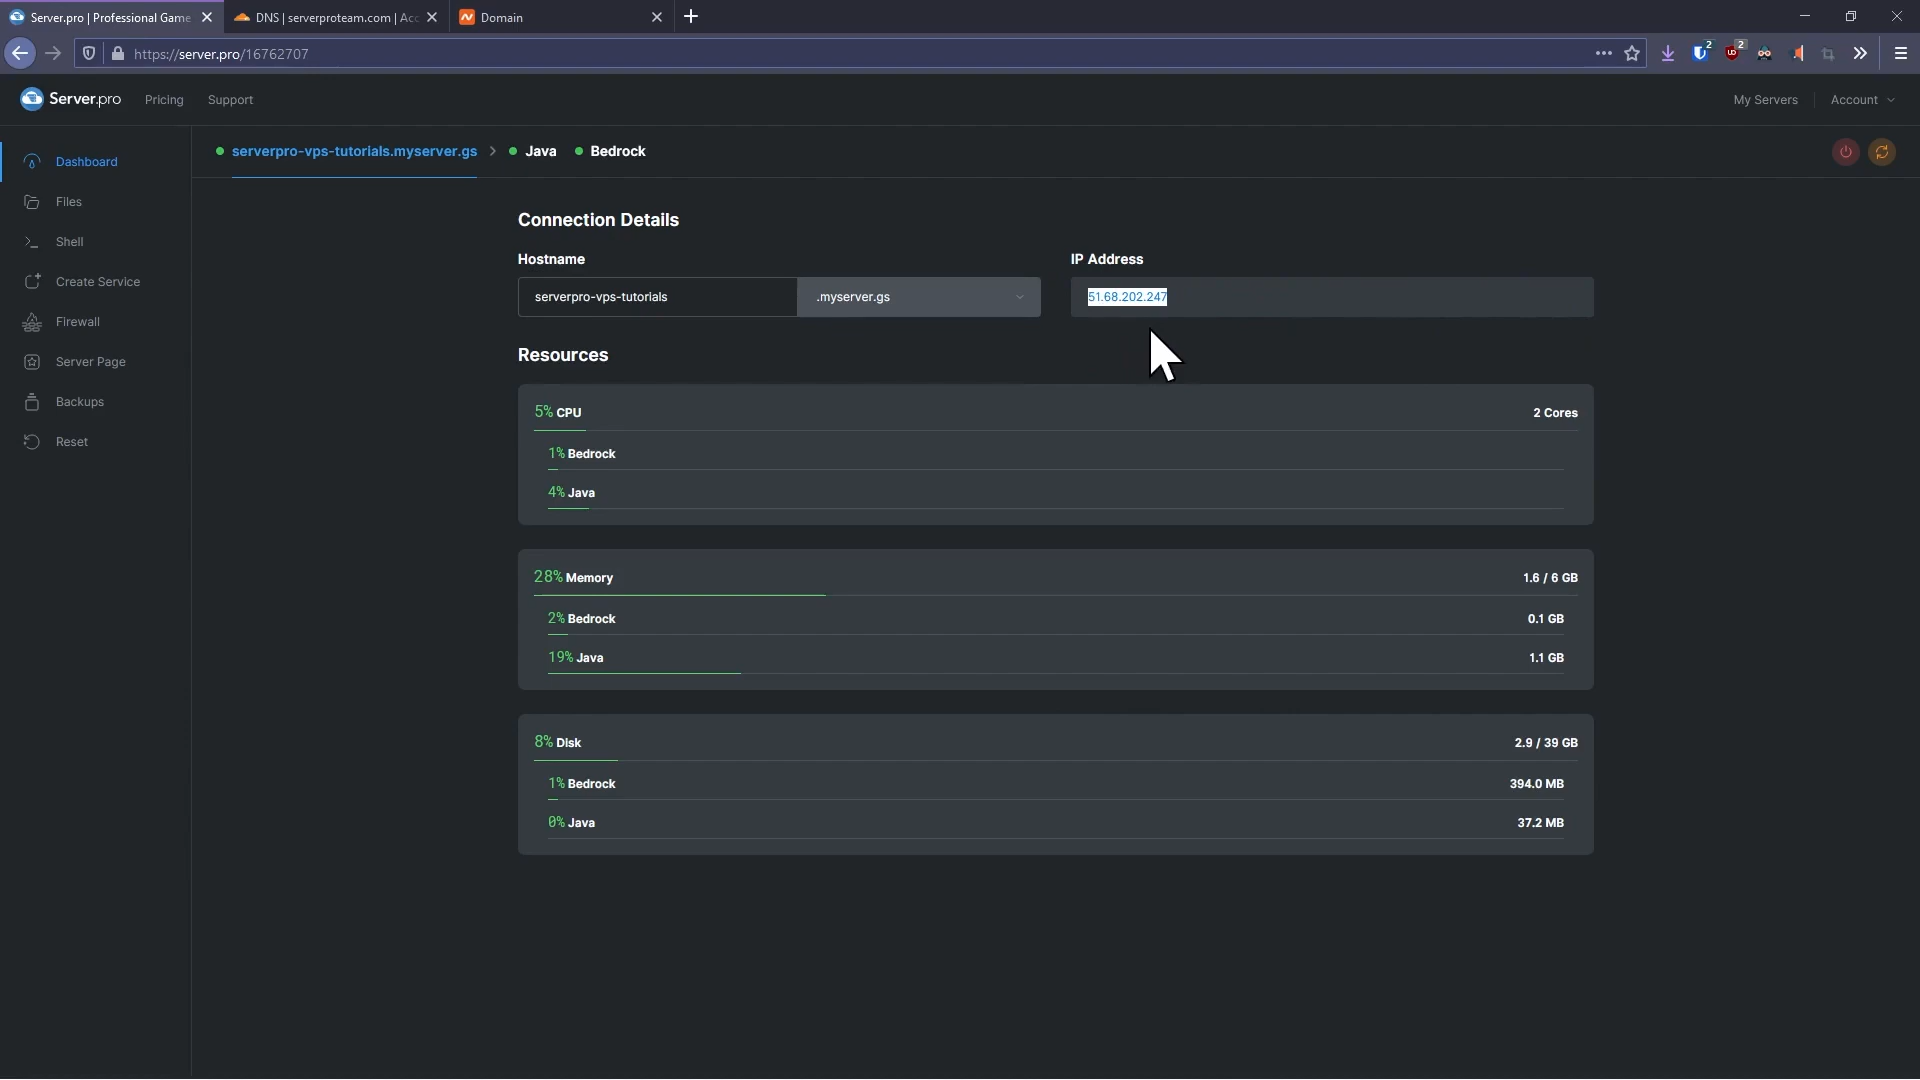 Server.pro | Professional Game
DNS | serverproteam.com | Acc
Domain
https://server.pro/16762707
2
2
Server.pro
Pricing
Support
My Servers
Account
Dashboard
Files
Shell
Create Service
Firewall
Server Page
Backups
Reset
serverpro-vps-tutorials.myserver.gs
Java
Bedrock
Connection Details
Hostname
IP Address
serverpro-vps-tutorials
.myserver.gs
51.68.202.247
Resources
5% CPU
2 Cores
1% Bedrock
4% Java
28% Memory
1.6 / 6 GB
2% Bedrock
0.1 GB
19% Java
1.1 GB
8% Disk
2.9 / 39 GB
1% Bedrock
394.0 MB
0% Java
37.2 MB